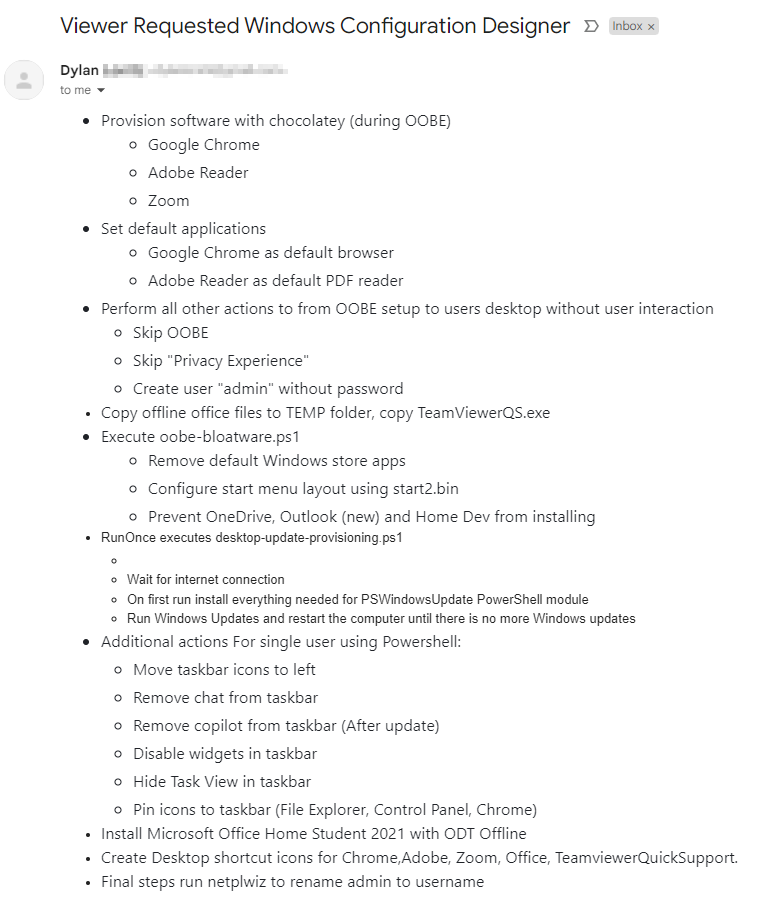 Viewer Requested Windows Configuration Designer
Inbox ×
Dylan
to me
Provision software with chocolatey (during OOBE)
Google Chrome
Adobe Reader
Zoom
Set default applications
Google Chrome as default browser
Adobe Reader as default PDF reader
Perform all other actions to from OOBE setup to users desktop without user interaction
Skip OOBE
Skip "Privacy Experience"
Create user "admin" without password
Copy offline office files to TEMP folder, copy TeamViewerQS.exe
Execute oobe-bloatware.ps1
Remove default Windows store apps
Configure start menu layout using start2.bin
Prevent OneDrive, Outlook (new) and Home Dev from installing
RunOnce executes desktop-update-provisioning.ps1
Wait for internet connection
On first run install everything needed for PSWindowsUpdate PowerShell module
Run Windows Updates and restart the computer until there is no more Windows updates
Additional actions For single user using Powershell:
Move taskbar icons to left
Remove chat from taskbar
Remove copilot from taskbar (After update)
Disable widgets in taskbar
Hide Task View in taskbar
Pin icons to taskbar (File Explorer, Control Panel, Chrome)
Install Microsoft Office Home Student 2021 with ODT Offline
Create Desktop shortcut icons for Chrome,Adobe, Zoom, Office, TeamviewerQuickSupport.
Final steps run netplwiz to rename admin to username